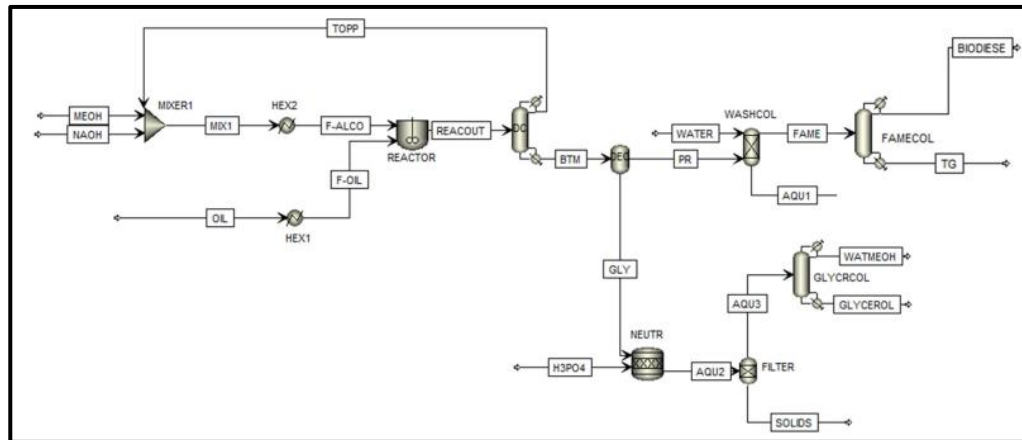 TOPP
BIODIESE
MEOH
MIXER1
HEX2
NAOH
MIX1
F-ALCO
REACOUT
DC
REACTOR
WATER
WASHCOL
FAME
FAMECOL
BTM
DEC
PR
TG
F-OIL
AQU1
OIL
HEX1
GLY
WATMEOH
GLYCRCOL
GLYCEROL
AQU3
NEUTR
H3PO4
AQU2
FILTER
SOLIDS